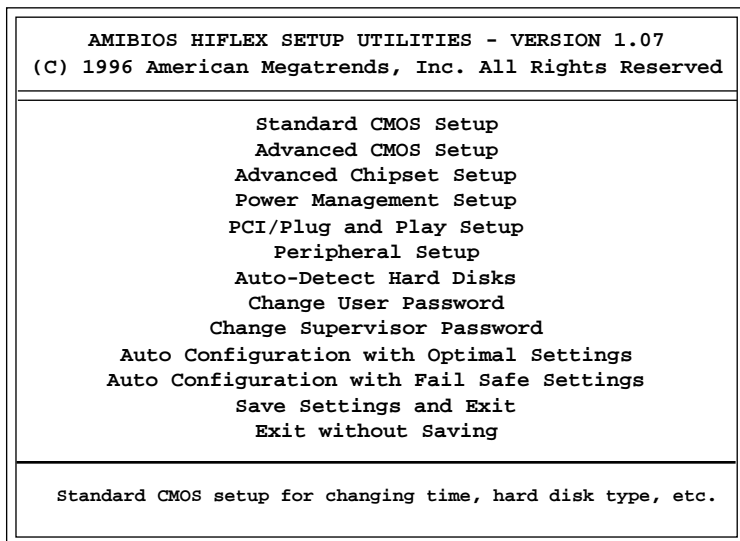 AMIBIOS HIFLEX SETUP UTILITIES - VERSION 1.07
(C) 1996 American Megatrends, Inc. All Rights Reserved
Standard CMOS Setup
Advanced CMOS Setup
Advanced Chipset Setup
Power Management Setup
PCI/Plug and Play Setup
Peripheral Setup
Auto-Detect Hard Disks
Change User Password
Change Supervisor Password
Auto Configuration with Optimal Settings
Auto Configuration with Fail Safe Settings
Save Settings and Exit
Exit without Saving
Standard CMOS setup for changing time, hard disk type, etc.